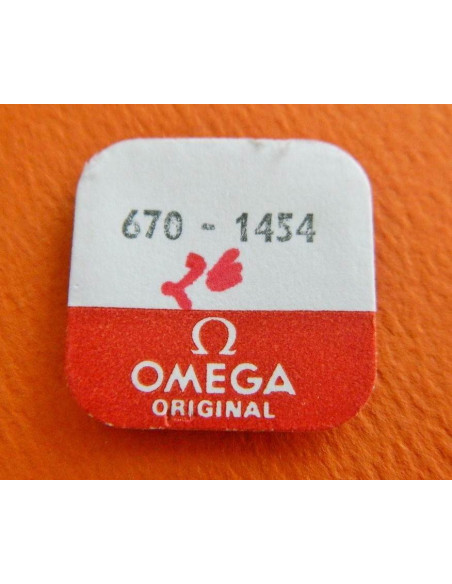 670 - 1454
Ω
OMEGA
ORIGINAL